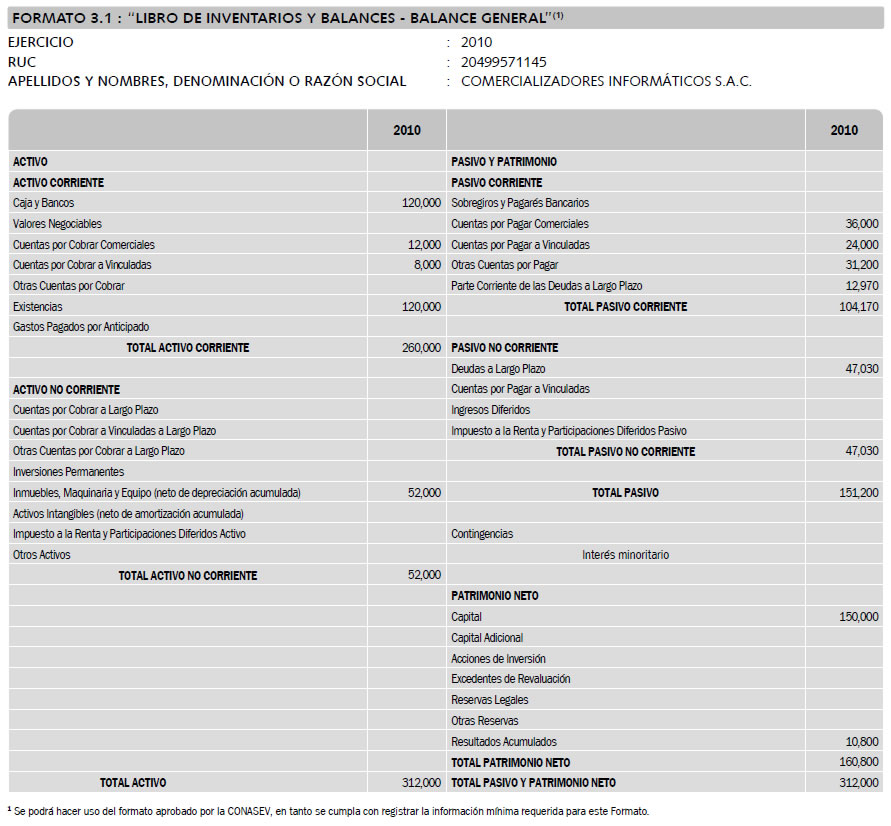 FORMATO 3.1 : “LIBRO DE INVENTARIOS Y BALANCES - BALANCE GENERAL”(1)
EJERCICIO : 2010
RUC : 20499571145
APELLIDOS Y NOMBRES, DENOMINACIÓN O RAZÓN SOCIAL : COMERCIALIZADORES INFORMÁTICOS S.A.C.
2010 2010
ACTIVO PASIVO Y PATRIMONIO
ACTIVO CORRIENTE PASIVO CORRIENTE
Caja y Bancos 120,000 Sobregiros y Pagarés Bancarios
Valores Negociables Cuentas por Pagar Comerciales 36,000
Cuentas por Cobrar Comerciales 12,000 Cuentas por Pagar a Vinculadas 24,000
Cuentas por Cobrar a Vinculadas 8,000 Otras Cuentas por Pagar 31,200
Otras Cuentas por Cobrar Parte Corriente de las Deudas a Largo Plazo 12,970
Existencias 120,000 TOTAL PASIVO CORRIENTE 104,170
Gastos Pagados por Anticipado
TOTAL ACTIVO CORRIENTE 260,000 PASIVO NO CORRIENTE
Deudas a Largo Plazo 47,030
ACTIVO NO CORRIENTE Cuentas por Pagar a Vinculadas
Cuentas por Cobrar a Largo Plazo Ingresos Diferidos
Cuentas por Cobrar a Vinculadas a Largo Plazo Impuesto a la Renta y Participaciones Diferidos Pasivo
Otras Cuentas por Cobrar a Largo Plazo TOTAL PASIVO NO CORRIENTE 47,030
Inversiones Permanentes
Inmuebles, Maquinaria y Equipo (neto de depreciación acumulada) 52,000 TOTAL PASIVO 151,200
Activos Intangibles (neto de amortización acumulada)
Impuesto a la Renta y Participaciones Diferidos Activo Contingencias
Otros Activos Interés minoritario
TOTAL ACTIVO NO CORRIENTE 52,000
PATRIMONIO NETO
Capital 150,000
Capital Adicional
Acciones de Inversión
Excedentes de Revaluación
Reservas Legales
Otras Reservas
Resultados Acumulados 10,800
TOTAL PATRIMONIO NETO 160,800
TOTAL ACTIVO 312,000 TOTAL PASIVO Y PATRIMONIO NETO 312,000
1 Se podrá hacer uso del formato aprobado por la CONASEV, en tanto se cumpla con registrar la información mínima requerida para este Formato.